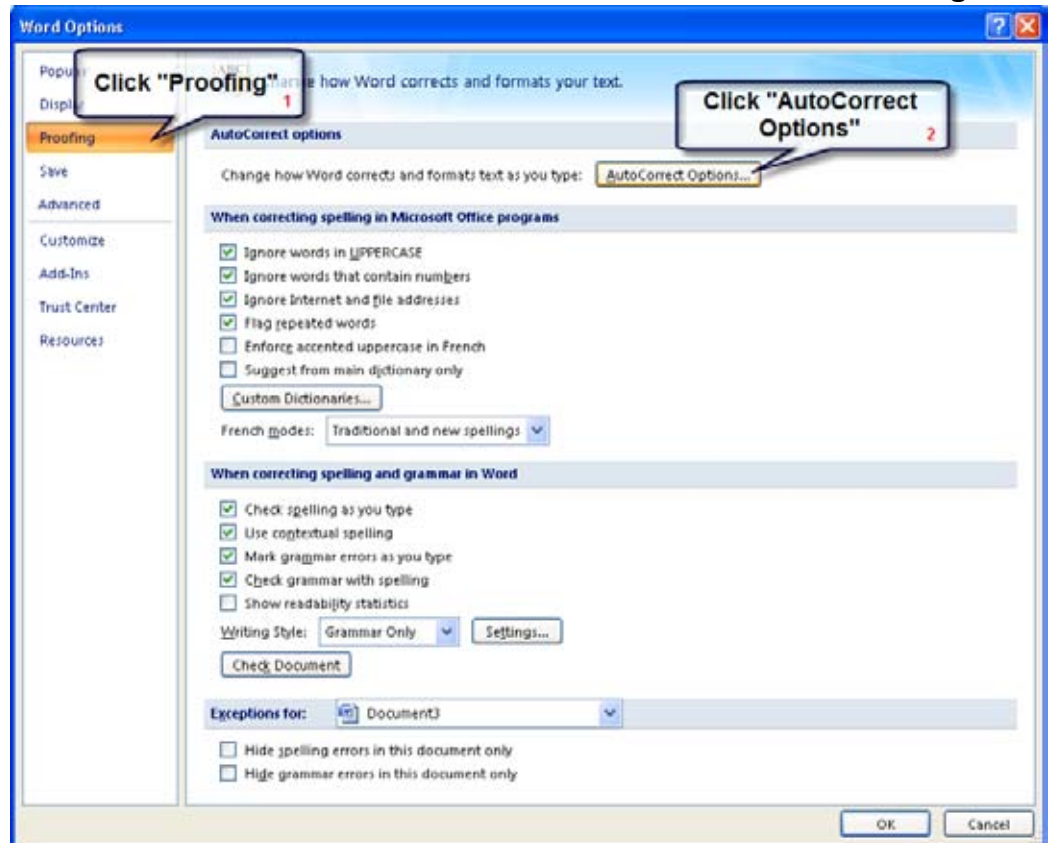 Word Options
Click "Proofing"
1
how Word corrects and formats your text.
Click "AutoCorrect
Options"
2
Proofing
Save
Advanced
Customize
Add-Ins
Trust Center
Resources
AutoCorrect options
Change how Word corrects and formats text as you type:
AutoCorrect Options...
When correcting spelling in Microsoft Office programs
Ignore words in UPPERCASE
Ignore words that contain numbers
Ignore Internet and file addresses
Flag repeated words
Enforce accented uppercase in French
Suggest from main dictionary only
Custom Dictionaries...
French modes: Traditional and new spellings
When correcting spelling and grammar in Word
Check spelling as you type
Use contextual spelling
Mark grammar errors as you type
Check grammar with spelling
Show readability statistics
Writing Style: Grammar Only Settings...
Check Document
Exceptions for: Document3
Hide spelling errors in this document only
Hide grammar errors in this document only
OK Cancel